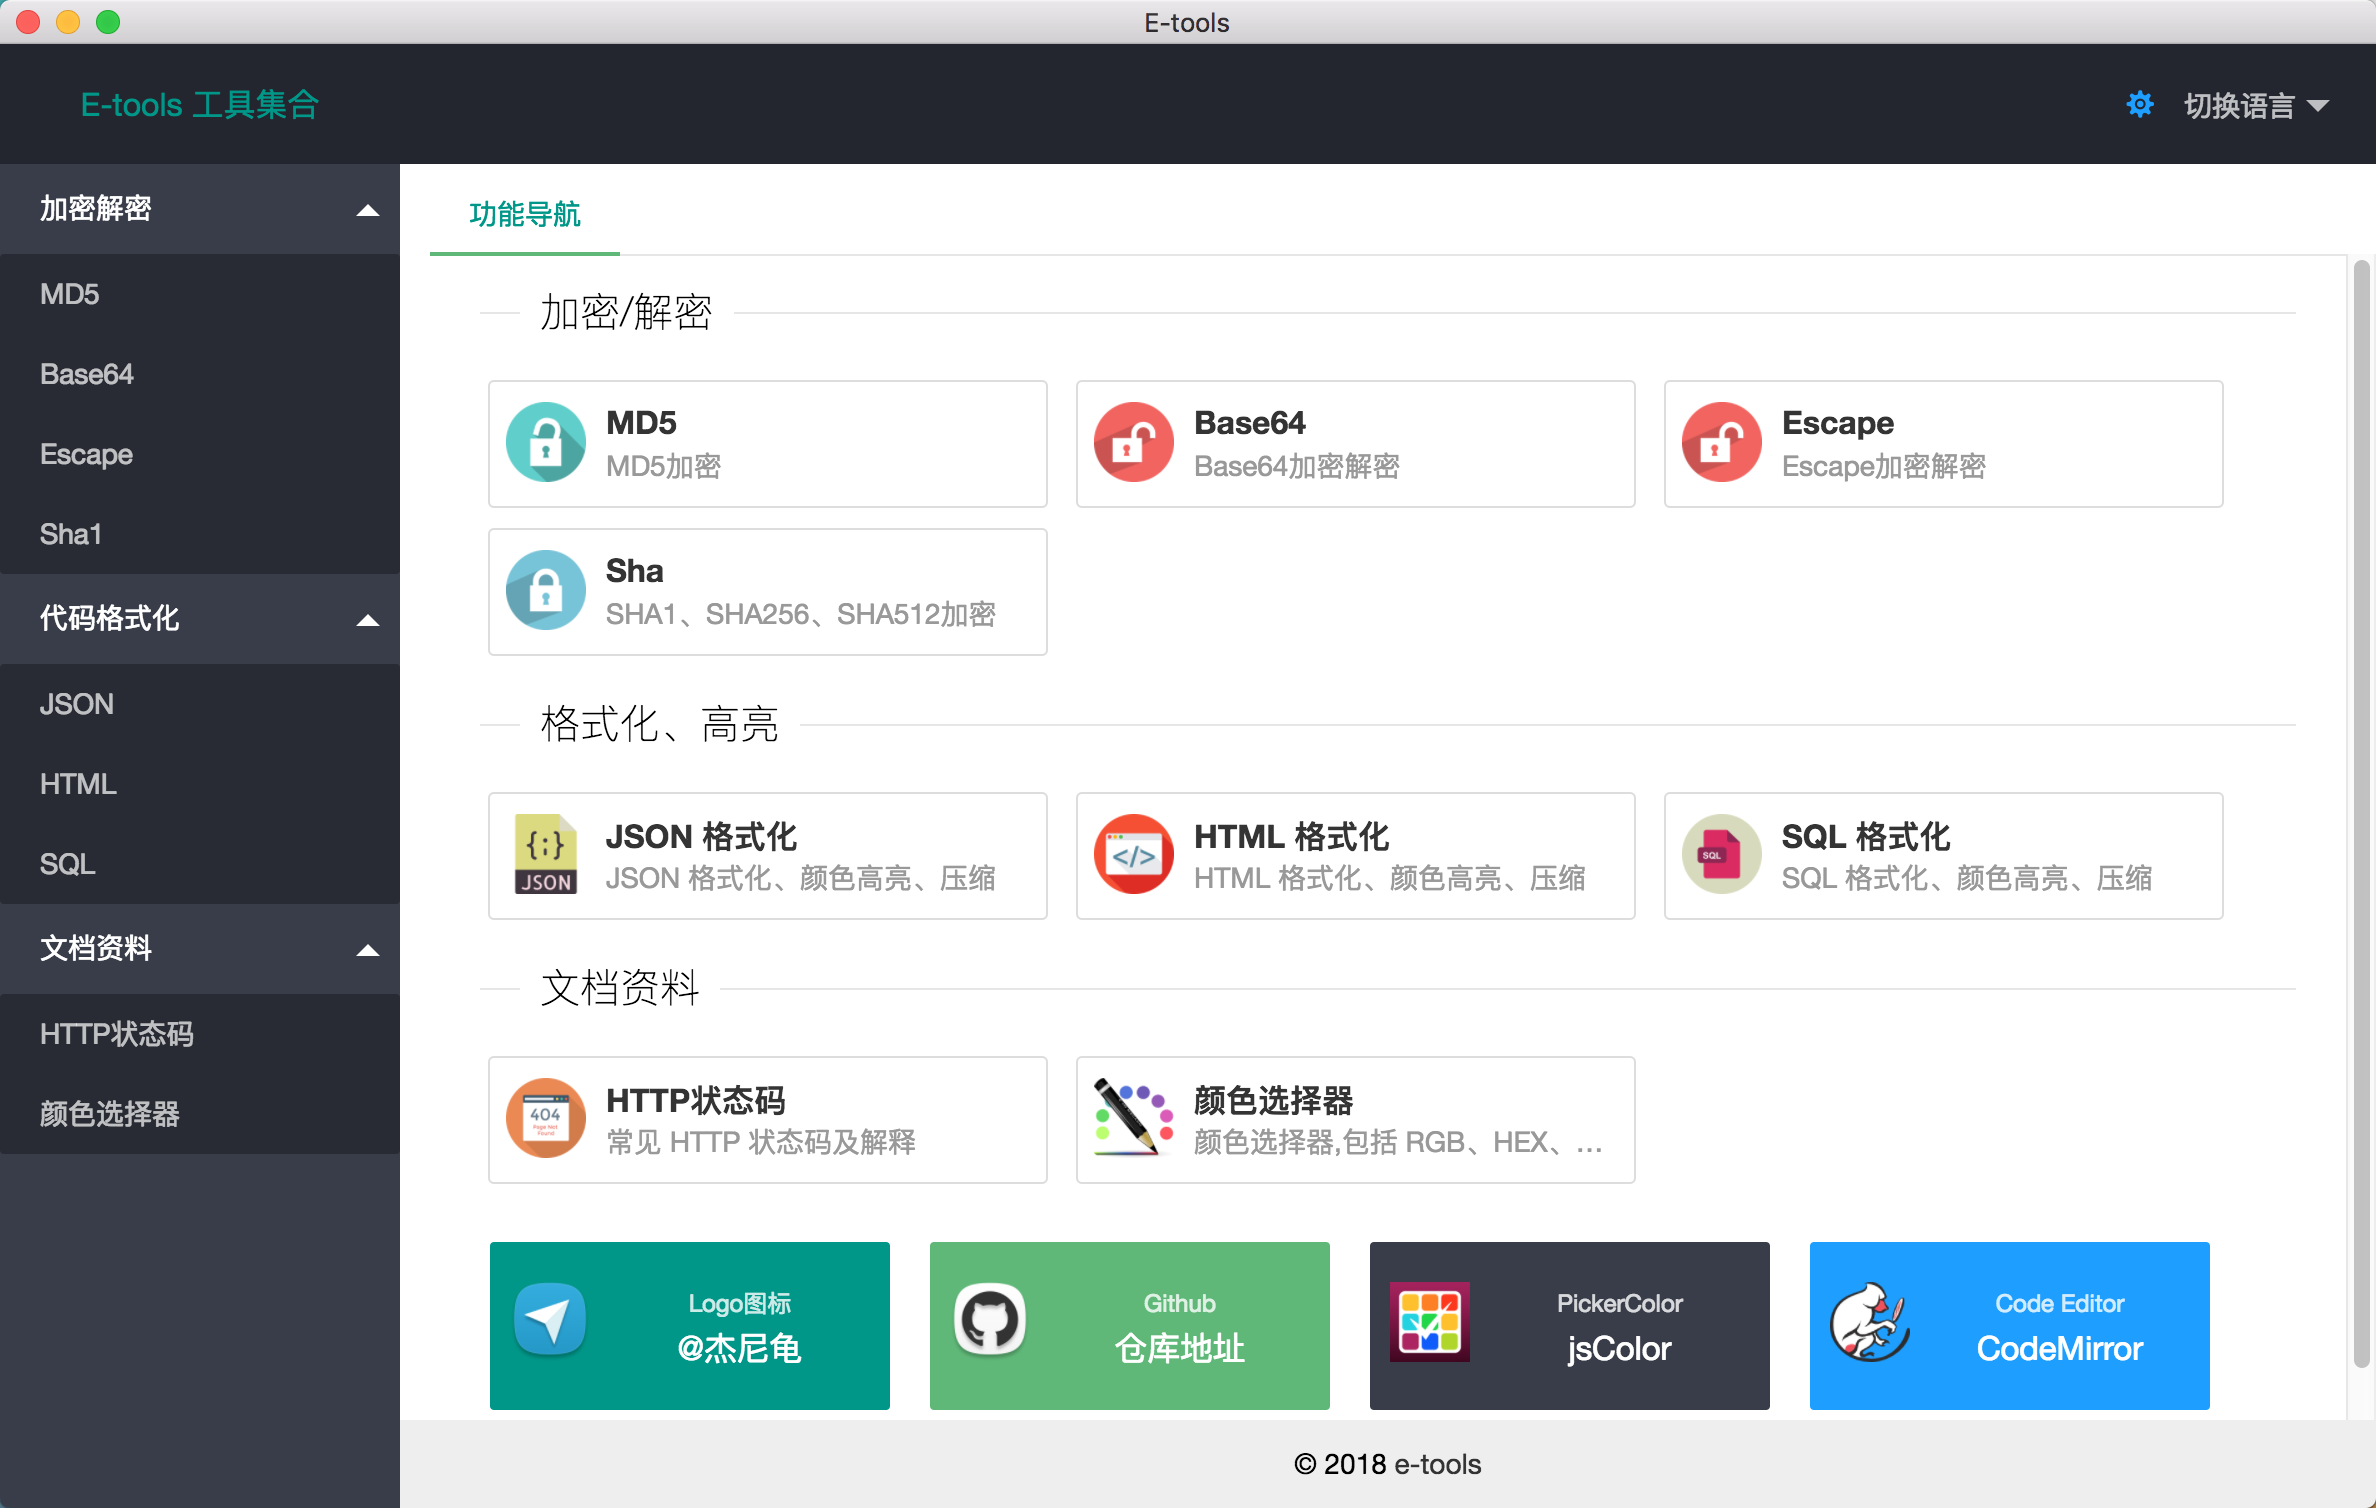 E-tools
E-tools 工具集合
切换语言
加密解密
MD5
Base64
Escape
Sha1
代码格式化
JSON
HTML
SQL
文档资料
HTTP状态码
颜色选择器
功能导航
加密/解密
MD5
MD5加密
Base64
Base64加密解密
Escape
Escape加密解密
Sha
SHA1、SHA256、SHA512加密
格式化、高亮
{:}
JSON
JSON 格式化
JSON 格式化、颜色高亮、压缩
</>
HTML 格式化
HTML 格式化、颜色高亮、压缩
SQL
SQL 格式化
SQL 格式化、颜色高亮、压缩
文档资料
404
Page Not
Found
HTTP状态码
常见 HTTP 状态码及解释
颜色选择器
颜色选择器,包括 RGB、HEX、...
Logo图标
@杰尼龟
Github
仓库地址
PickerColor
jsColor
Code Editor
CodeMirror
© 2018 e-tools